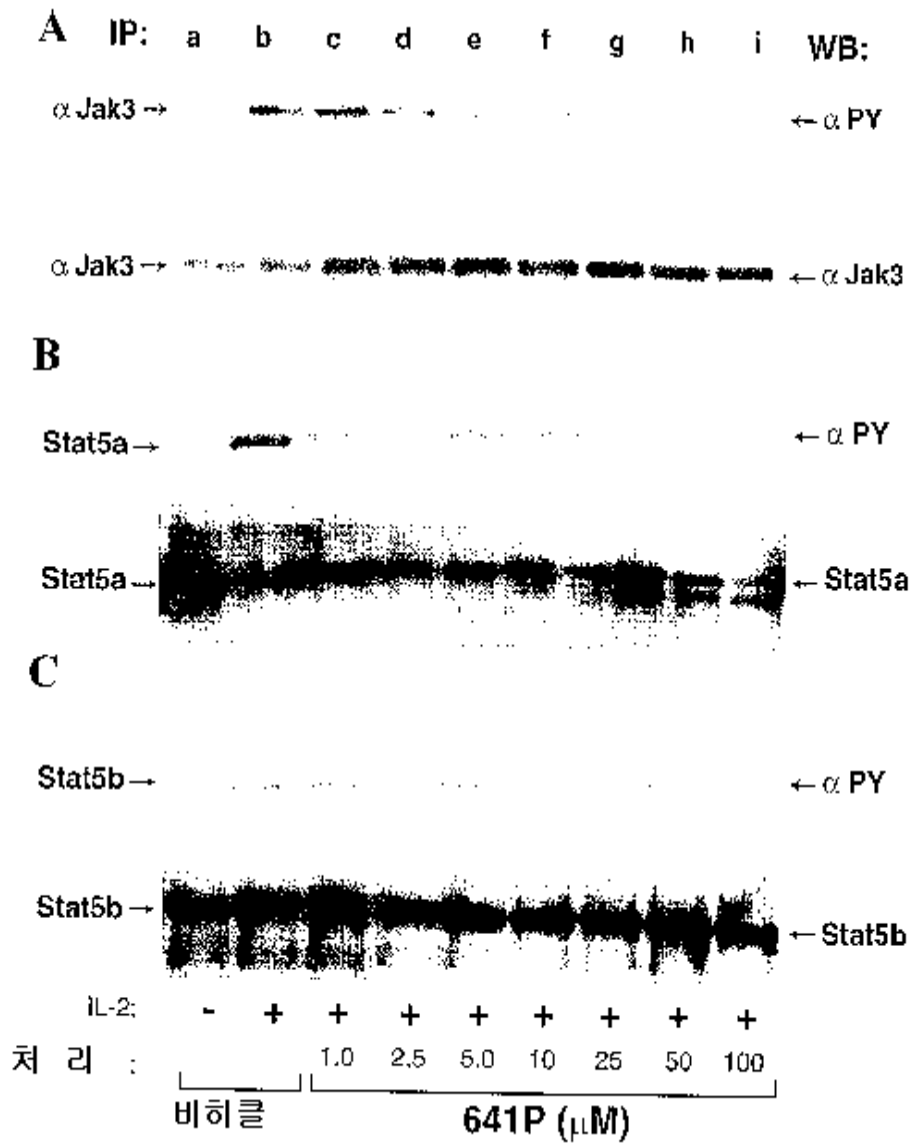 A IP: a b c d e f g h i WB:
α Jak3 → ← α PY
α Jak3 → ← α Jak3
B
Stat5a → ← α PY
Stat5a → ← Stat5a
C
Stat5b → ← α PY
Stat5b → ← Stat5b
IL-2: - + + + + + + + +
처 리 : 1.0 2.5 5.0 10 25 50 100
비히클 641P (μM)